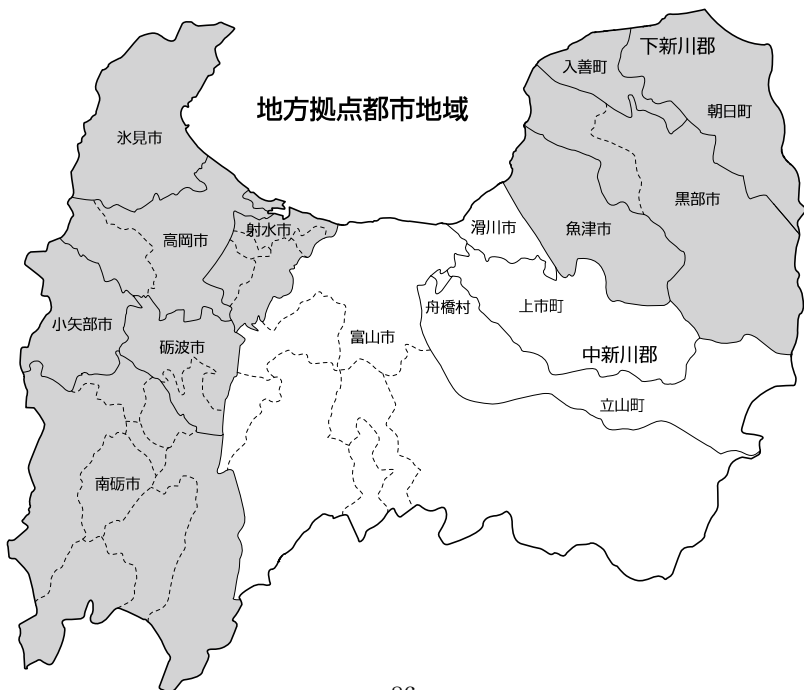 地方拠点都市地域
下新川郡
入善町
朝日町
氷見市
黒部市
高岡市
射水市
滑川市
魚津市
舟橋村
上市町
小矢部市
砺波市
富山市
中新川郡
立山町
南砺市